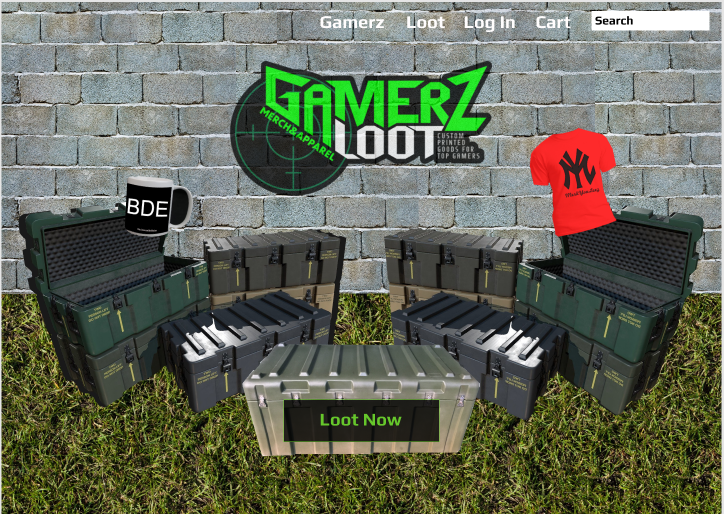 Gamerz Loot Log In Cart Search
GAMERZ
MERCH&APPAREL
LOOT
CUSTOM
PRINTED
GOODS FOR
TOP GAMERS
BDE
Loot Now